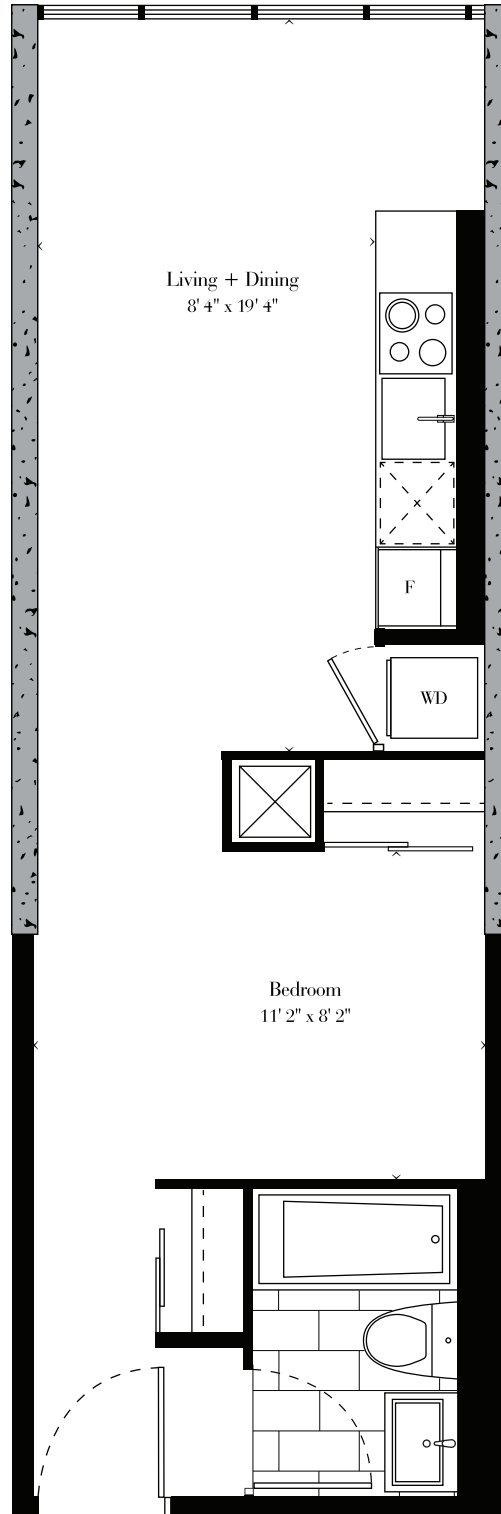 Living + Dining
8' 4" x 19' 4"
F
WD
Bedroom
11' 2" x 8' 2"